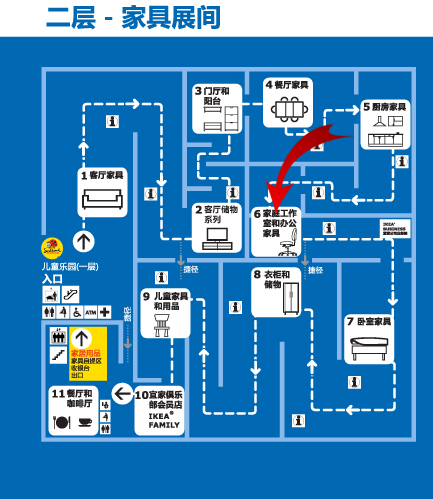 二层 - 家具展间
3 门厅和
阳台
4 餐厅家具
5 厨房家具
1 客厅家具
2 客厅储物
系列
6 家庭工作
室和办公
家具
IKEA
BUSINESS
儿童乐园(一层)
入口
捷径
捷径
8 衣柜和
储物
9 儿童家具
和用品
捷径
ATM
7 卧室家具
家居用品
家具自提区
收银台
出口
11 餐厅和
咖啡厅
10 宜家俱乐
部会员店
IKEA
FAMILY